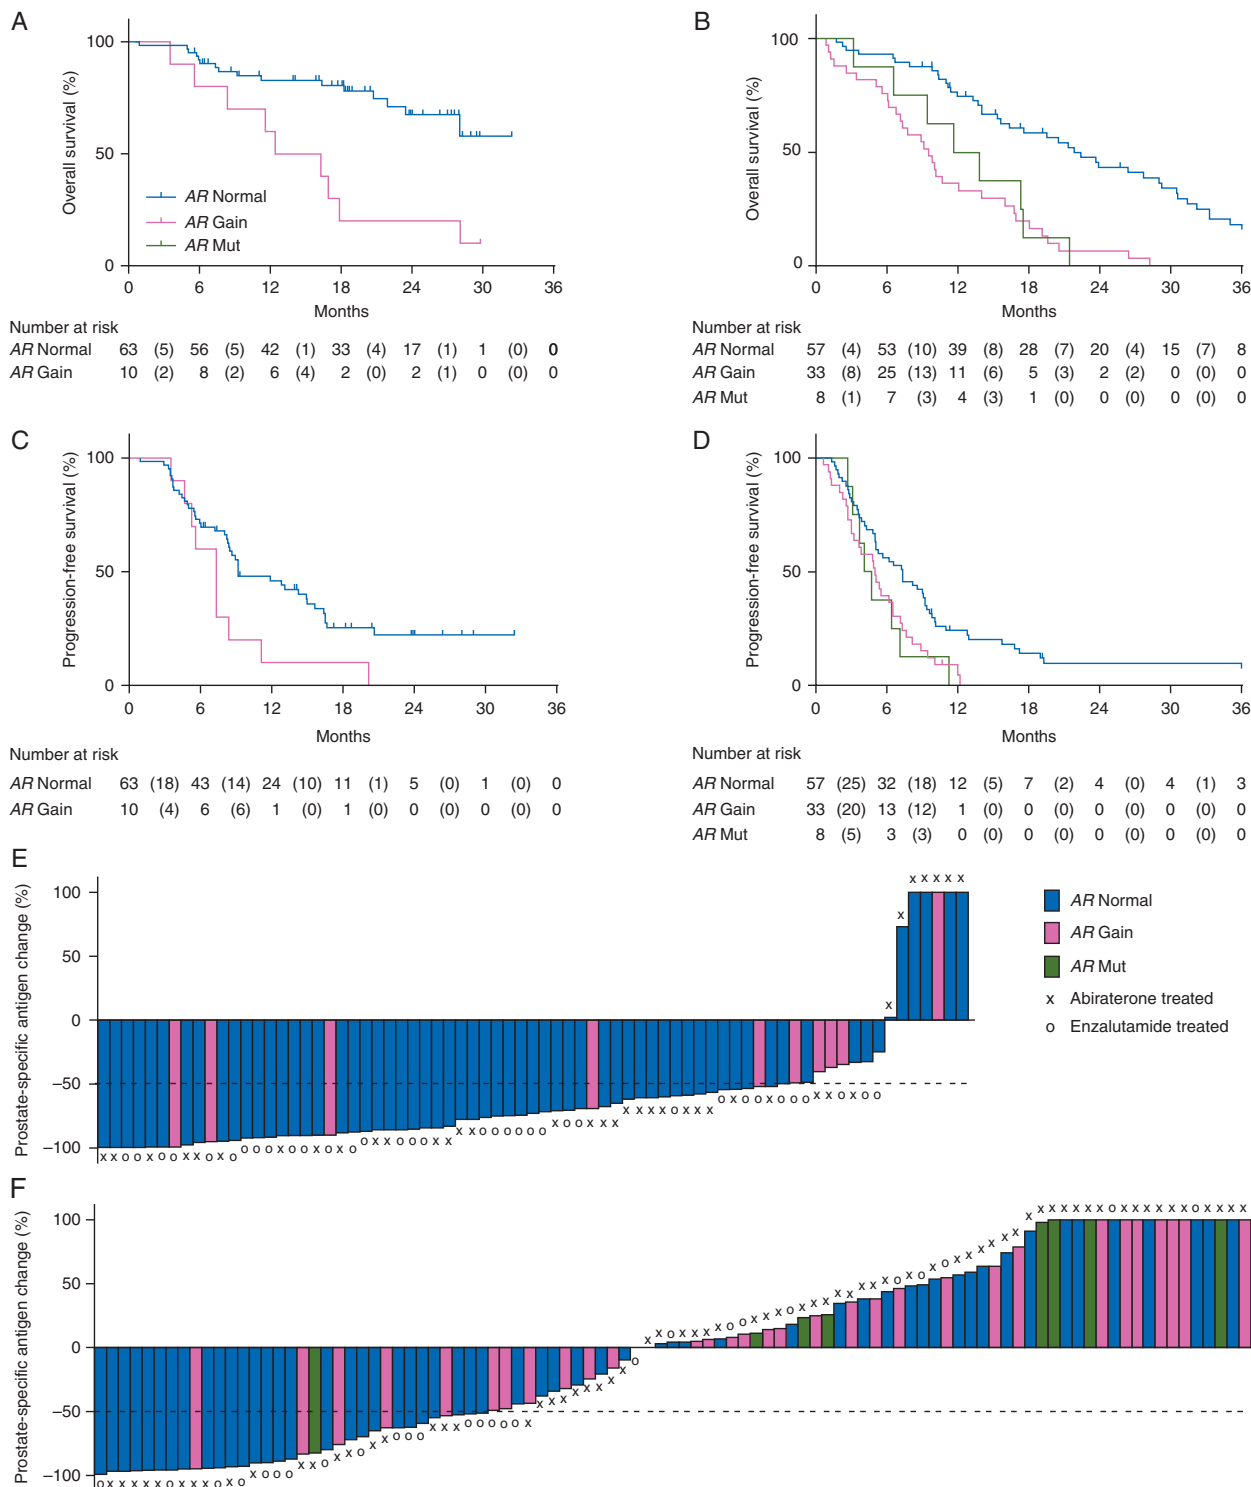 A
Overall survival (%)
100
50
0
AR Normal
AR Gain
AR Mut
0 6 12 18 24 30 36
Months
Number at risk
AR Normal 63 (5) 56 (5) 42 (1) 33 (4) 17 (1) 1 (0) 0
AR Gain 10 (2) 8 (2) 6 (4) 2 (0) 2 (1) 0 (0) 0
B
Overall survival (%)
100
50
0
0 6 12 18 24 30 36
Months
Number at risk
AR Normal 57 (4) 53 (10) 39 (8) 28 (7) 20 (4) 15 (7) 8
AR Gain 33 (8) 25 (13) 11 (6) 5 (3) 2 (2) 0 (0) 0
AR Mut 8 (1) 7 (3) 4 (3) 1 (0) 0 (0) 0 (0) 0
C
Progression-free survival (%)
100
50
0
0 6 12 18 24 30 36
Months
Number at risk
AR Normal 63 (18) 43 (14) 24 (10) 11 (1) 5 (0) 1 (0) 0
AR Gain 10 (4) 6 (6) 1 (0) 1 (0) 0 (0) 0 (0) 0
D
Progression-free survival (%)
100
50
0
0 6 12 18 24 30 36
Months
Number at risk
AR Normal 57 (25) 32 (18) 12 (5) 7 (2) 4 (0) 4 (1) 3
AR Gain 33 (20) 13 (12) 1 (0) 0 (0) 0 (0) 0 (0) 0
AR Mut 8 (5) 3 (3) 0 (0) 0 (0) 0 (0) 0 (0) 0
E
Prostate-specific antigen change (%)
100
50
0
−50
−100
AR Normal
AR Gain
AR Mut
x Abiraterone treated
o Enzalutamide treated
F
Prostate-specific antigen change (%)
100
50
0
−50
−100